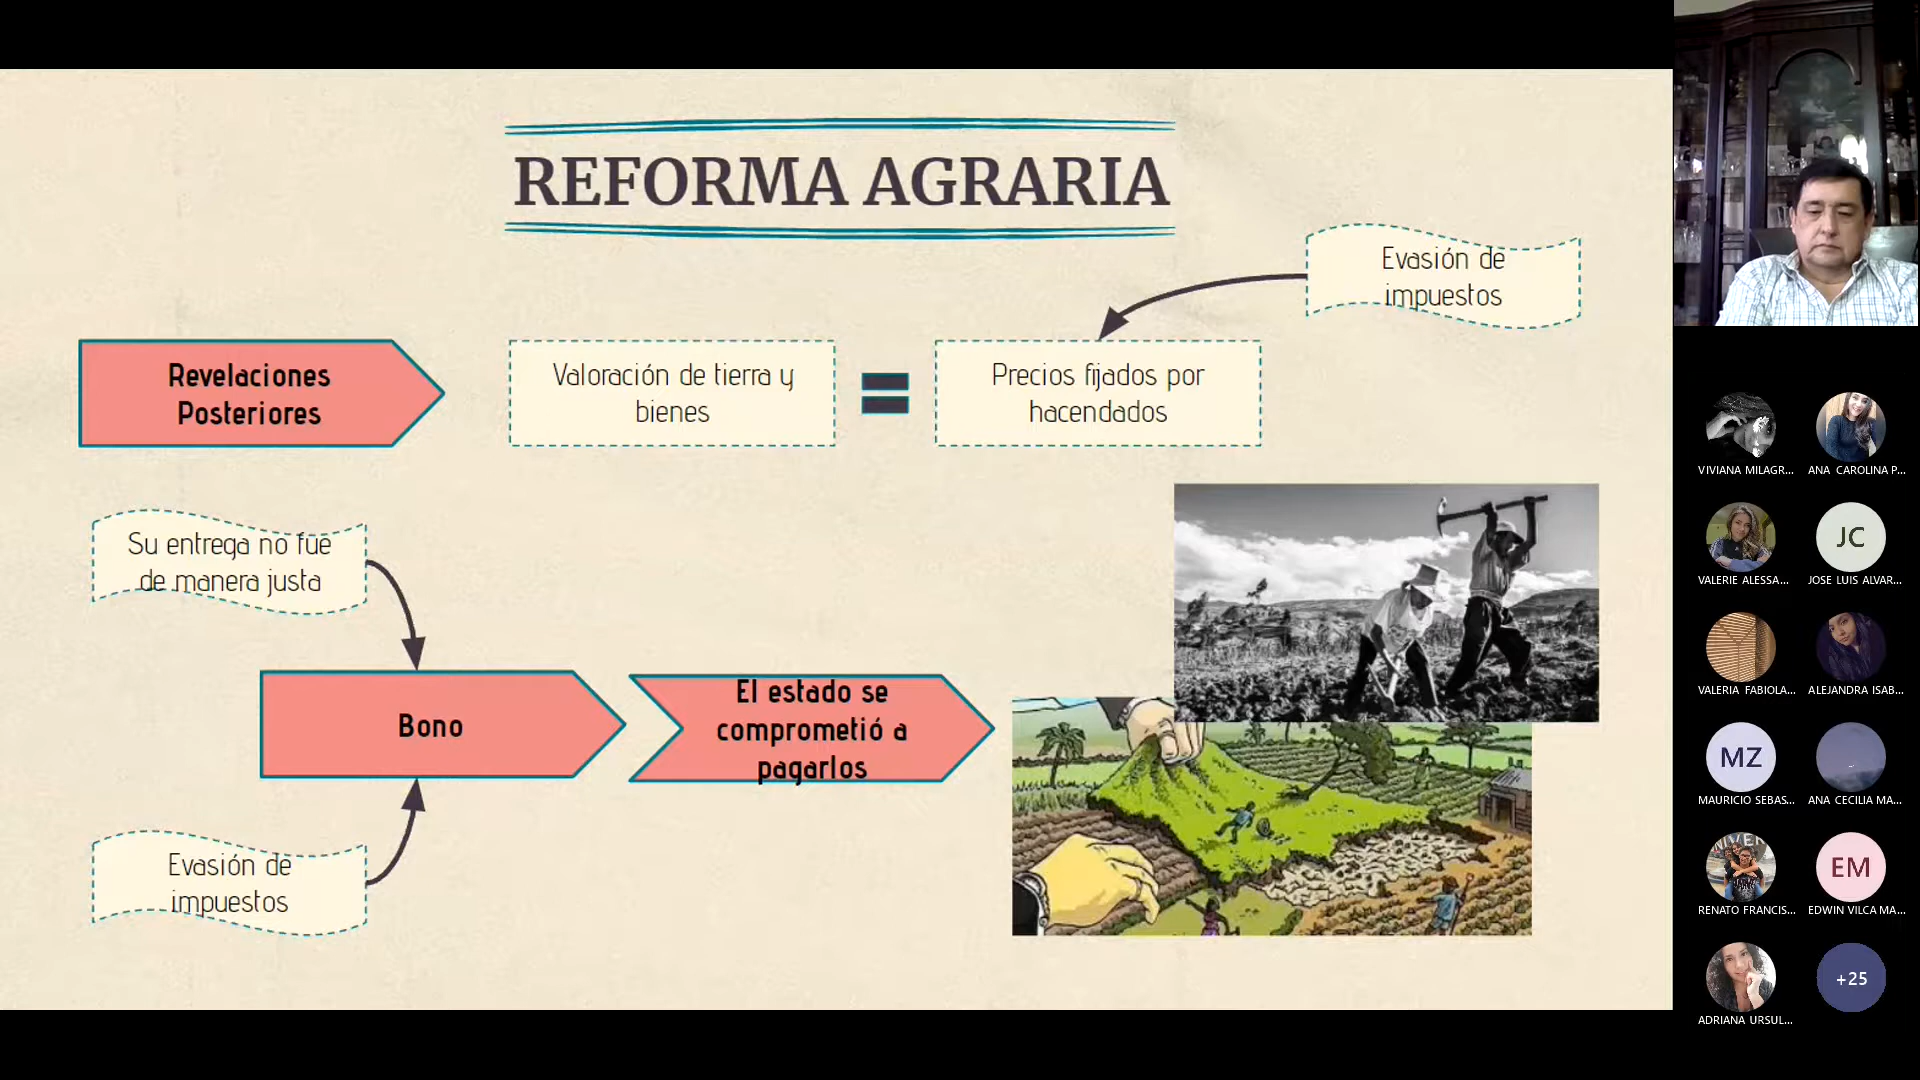 REFORMA AGRARIA
Evasión de
impuestos
Revelaciones
Posteriores
Valoración de tierra y
bienes
Precios fijados por
hacendados
Su entrega no fue
de manera justa
Bono
El estado se
comprometió a
pagarlos
Evasión de
impuestos
VIVIANA MILAGR...
ANA CAROLINA P...
VALERIE ALESSA...
JC
JOSE LUIS ALVAR...
VALERIA FABIOLA...
ALEJANDRA ISAB...
MZ
MAURICIO SEBAS...
ANA CECILIA MA...
RENATO FRANCIS...
EM
EDWIN VILCA MA...
ADRIANA URSUL...
+25